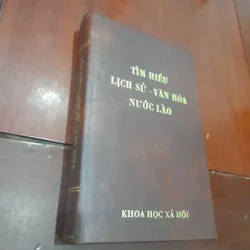 TÌM HIỂU
LỊCH SỬ - VĂN HÓA
NƯỚC LÀO
KHOA HỌC XÃ HỘI